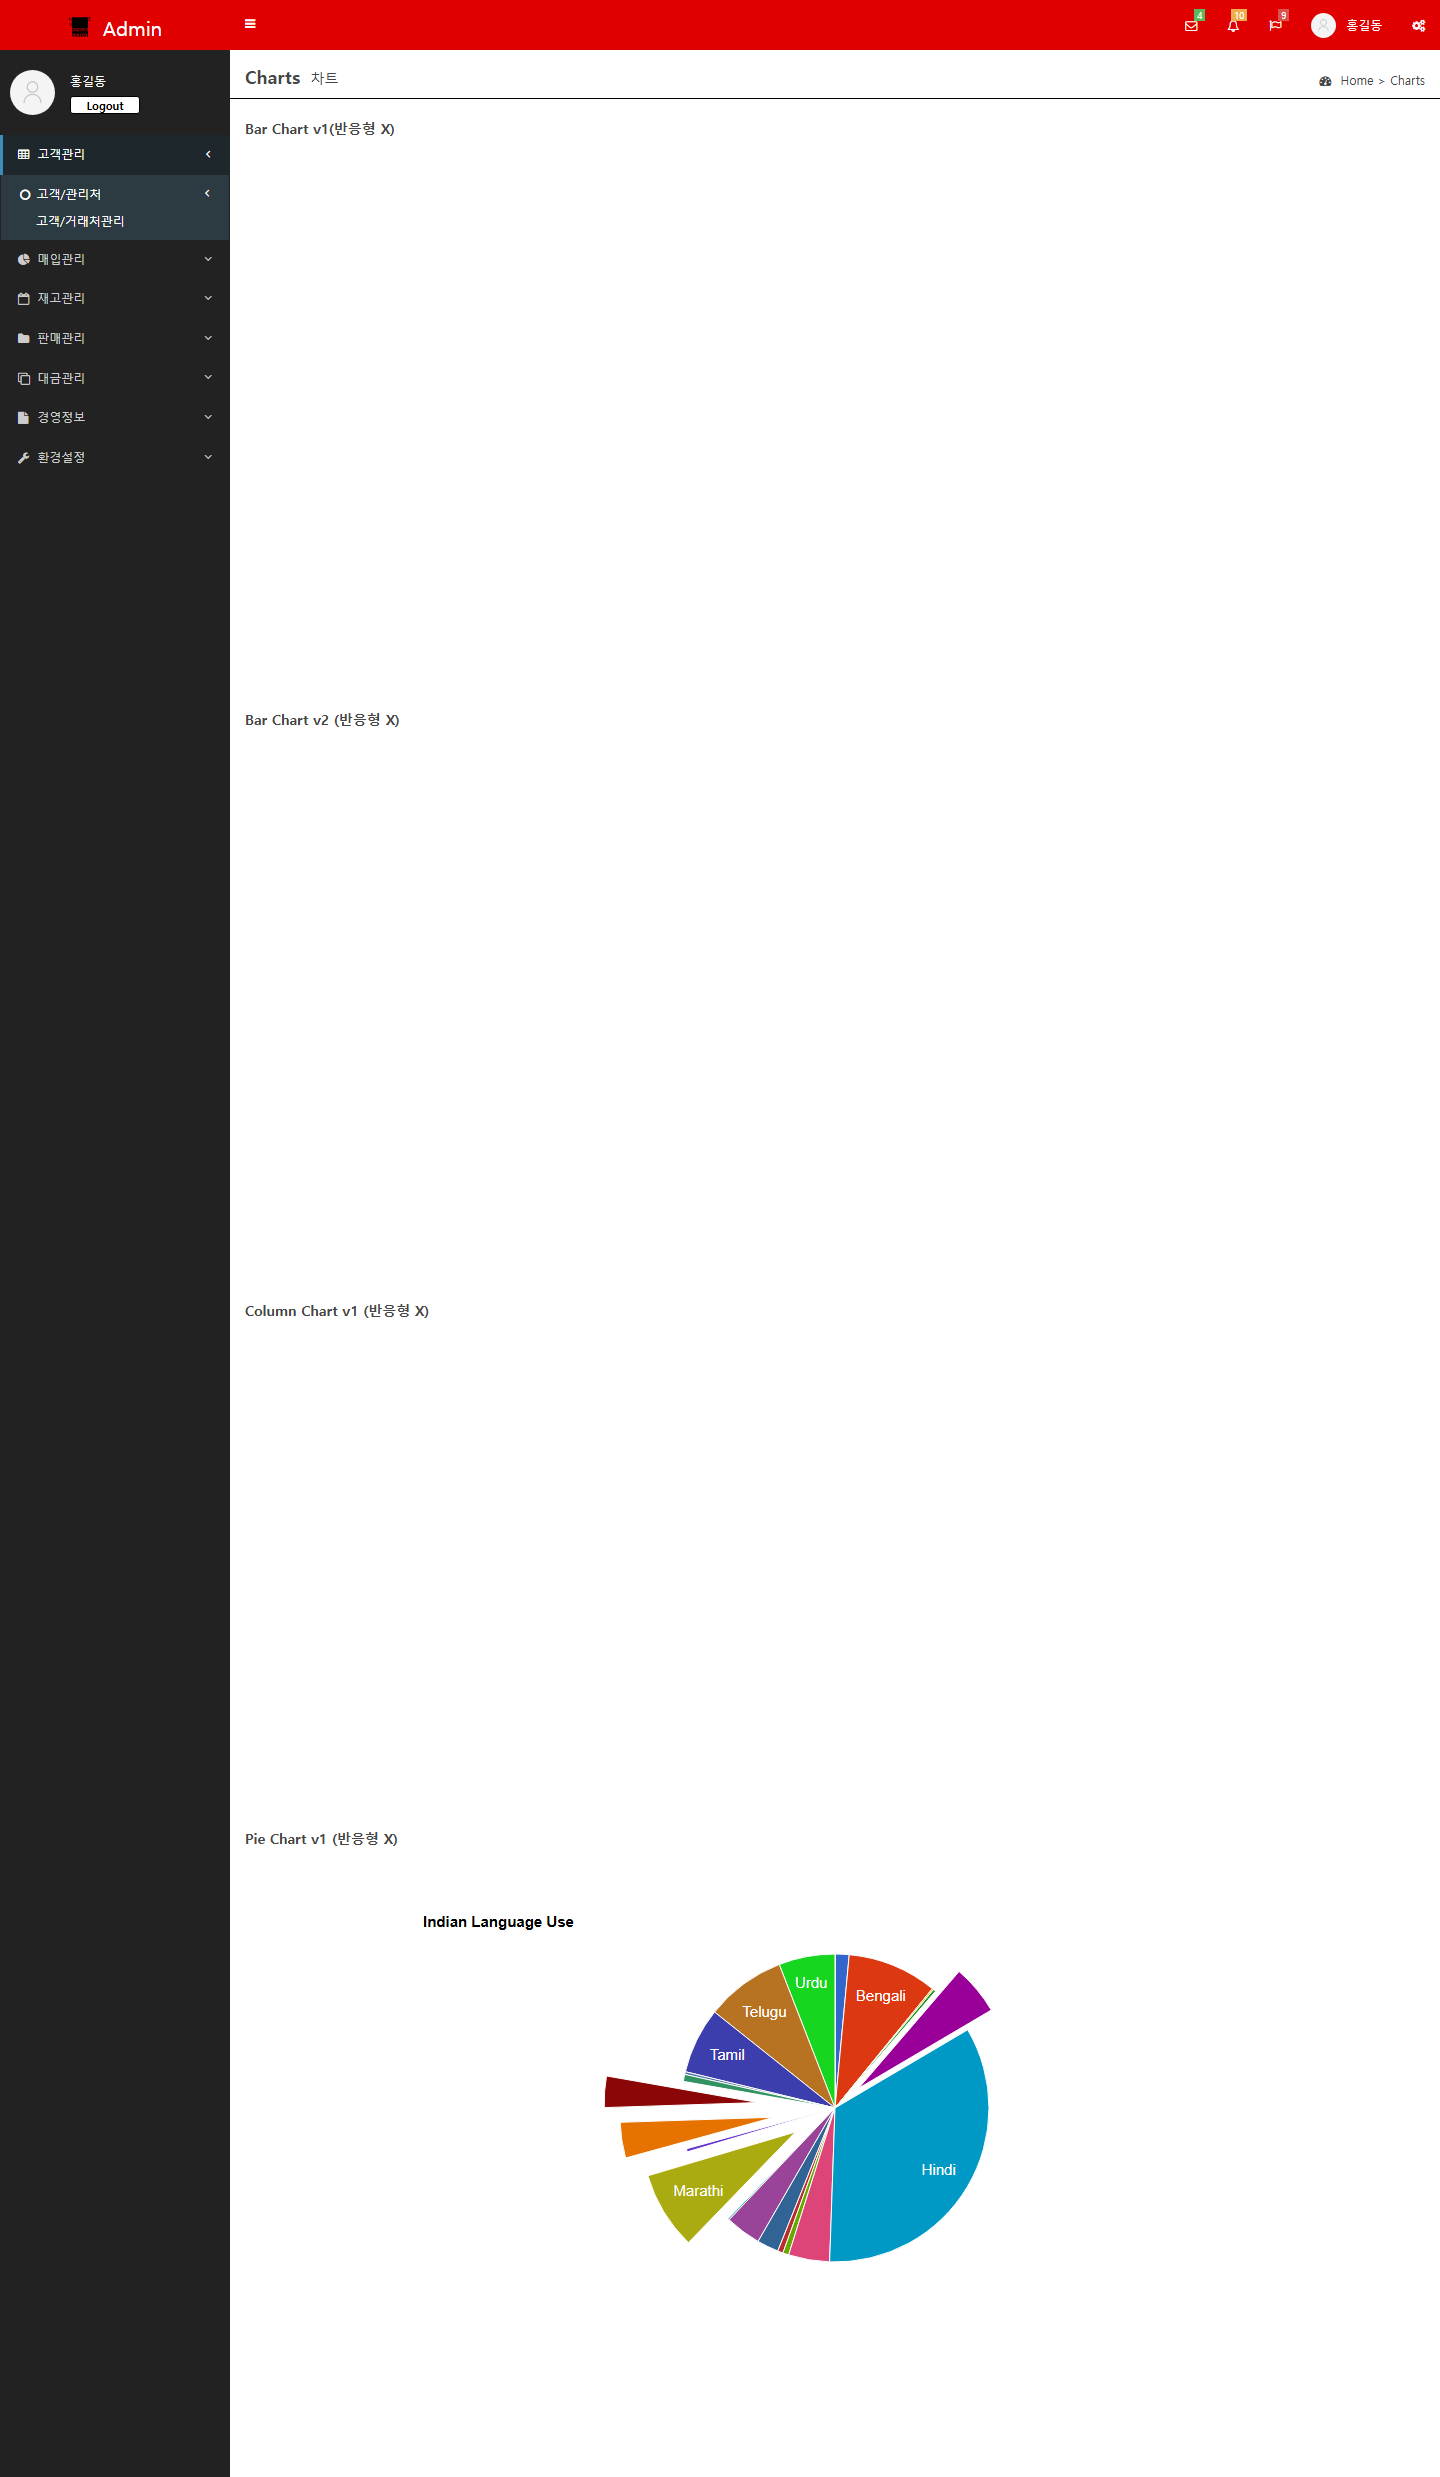 Admin
4
10
9
홍길동
홍길동
Logout
고객관리
고객/관리처
고객/거래처관리
매입관리
재고관리
판매관리
대금관리
경영정보
환경설정
Charts 차트
Home > Charts
Bar Chart v1(반응형 X)
Bar Chart v2 (반응형 X)
Column Chart v1 (반응형 X)
Pie Chart v1 (반응형 X)
Indian Language Use
Urdu
Bengali
Telugu
Tamil
Hindi
Marathi